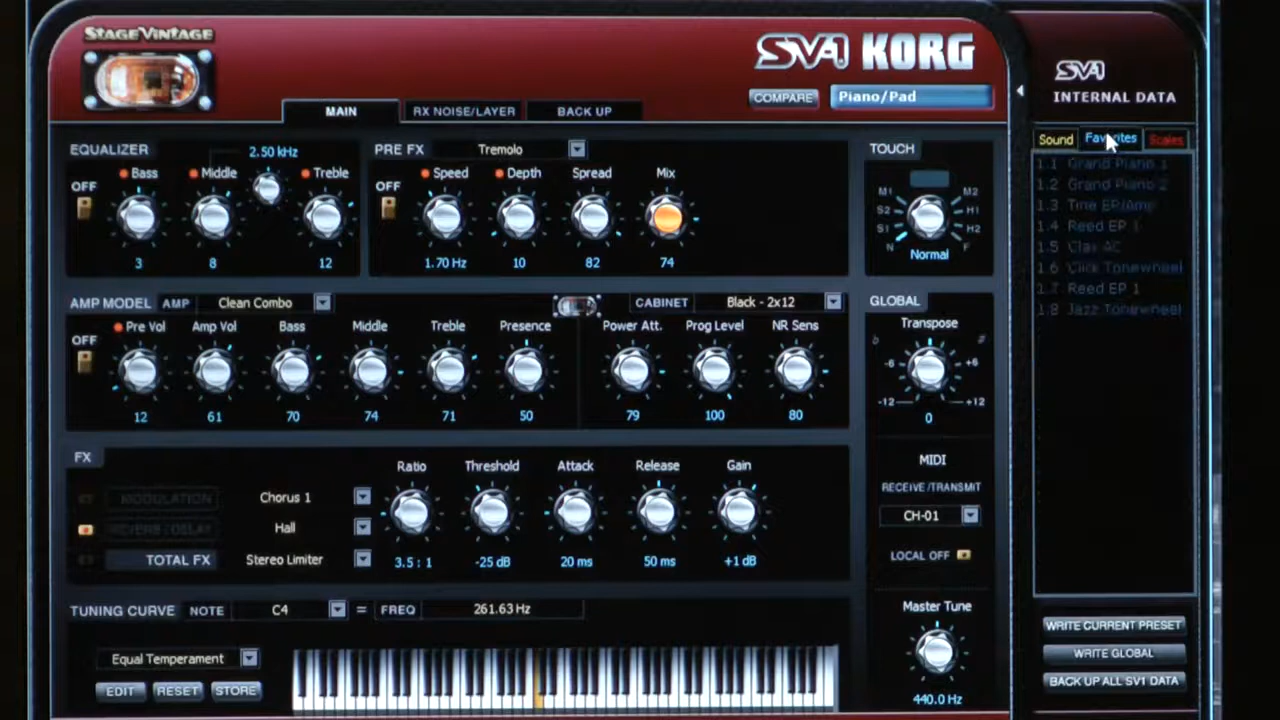 STAGEVINTAGE
SV-1 KORG
COMPARE Piano/Pad
MAIN RX NOISE/LAYER BACK UP
EQUALIZER 2.50 kHz
OFF Bass Middle Treble
3 8 12
PRE FX Tremolo
OFF Speed Depth Spread Mix
1.70 Hz 10 82 74
TOUCH
M1 M2
S2 H1
S1 H2
N F
Normal
AMP MODEL AMP Clean Combo CABINET Black - 2x12
OFF Pre Vol Amp Vol Bass Middle Treble Presence Power Att. Prog Level NR Sens
12 61 70 74 71 50 79 100 80
GLOBAL
Transpose
-6 +6
-12 +12
0
MIDI
RECEIVE/TRANSMIT
CH-01
LOCAL OFF
Master Tune
440.0 Hz
FX
MODULATION Chorus 1
REVERB / DELAY Hall
TOTAL FX Stereo Limiter
Ratio Threshold Attack Release Gain
3.5 : 1 -25 dB 20 ms 50 ms +1 dB
TUNING CURVE NOTE C4 = FREQ 261.63 Hz
Equal Temperament
EDIT RESET STORE
SV-1
INTERNAL DATA
Sound Favorites Scales
1.1 Grand Piano 1
1.2 Grand Piano 2
1.3 Tine EP/Amp
1.4 Reed EP 1
1.5 Clav AC
1.6 Click Tonewheel
1.7 Reed EP 1
1.8 Jazz Tonewheel
WRITE CURRENT PRESET
WRITE GLOBAL
BACK UP ALL SV1 DATA